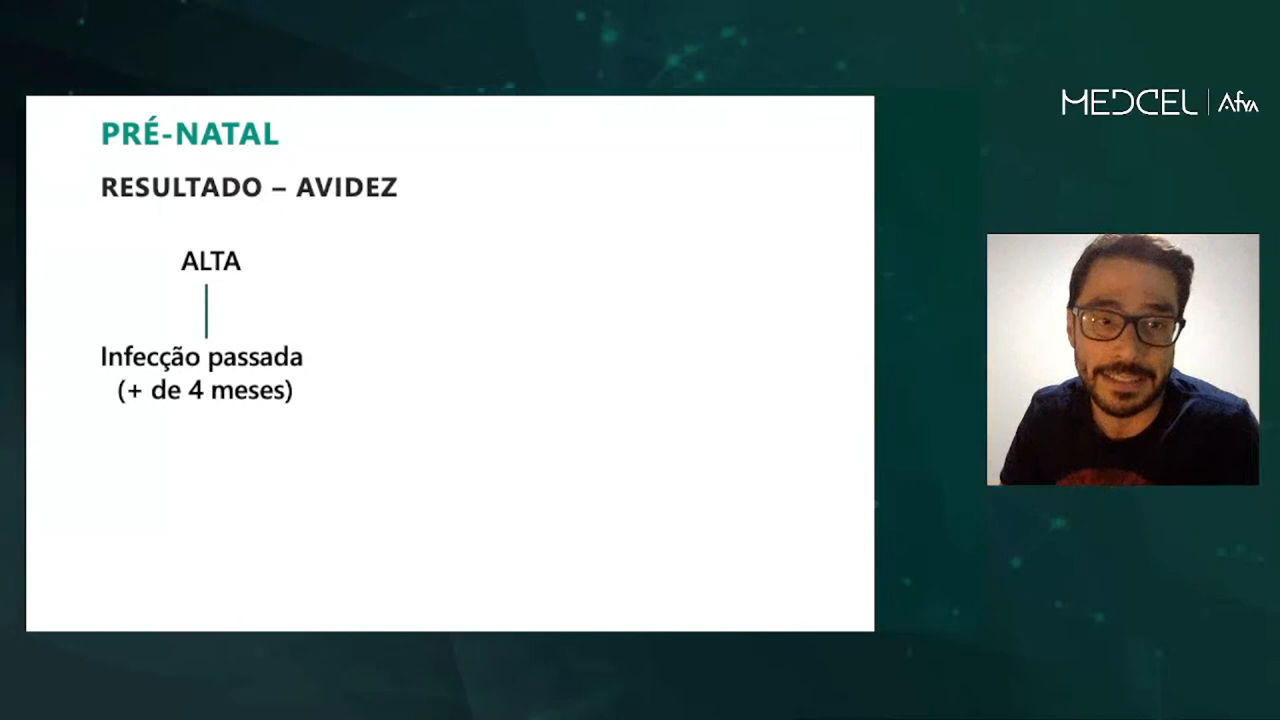 MEDCEL | Afya
PRÉ-NATAL
RESULTADO – AVIDEZ
ALTA
Infecção passada
(+ de 4 meses)